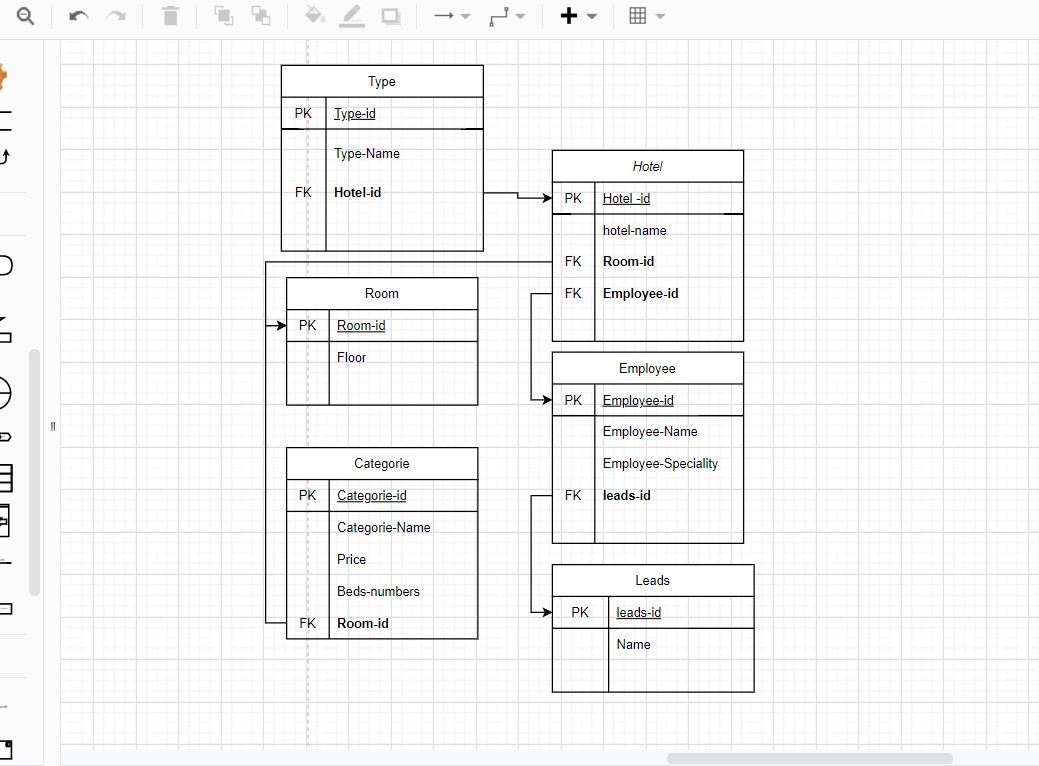 Type
PK Type-id
Type-Name
FK Hotel-id
Hotel
PK Hotel -id
hotel-name
FK Room-id
FK Employee-id
Room
PK Room-id
Floor
Employee
PK Employee-id
Employee-Name
Employee-Speciality
FK leads-id
Categorie
PK Categorie-id
Categorie-Name
Price
Beds-numbers
FK Room-id
Leads
PK leads-id
Name